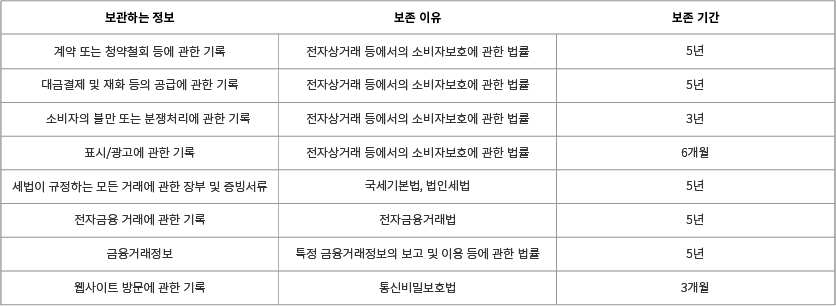 보관하는 정보 보존 이유 보존 기간
계약 또는 청약철회 등에 관한 기록 전자상거래 등에서의 소비자보호에 관한 법률 5년
대금결제 및 재화 등의 공급에 관한 기록 전자상거래 등에서의 소비자보호에 관한 법률 5년
소비자의 불만 또는 분쟁처리에 관한 기록 전자상거래 등에서의 소비자보호에 관한 법률 3년
표시/광고에 관한 기록 전자상거래 등에서의 소비자보호에 관한 법률 6개월
세법이 규정하는 모든 거래에 관한 장부 및 증빙서류 국세기본법, 법인세법 5년
전자금융 거래에 관한 기록 전자금융거래법 5년
금융거래정보 특정 금융거래정보의 보고 및 이용 등에 관한 법률 5년
웹사이트 방문에 관한 기록 통신비밀보호법 3개월